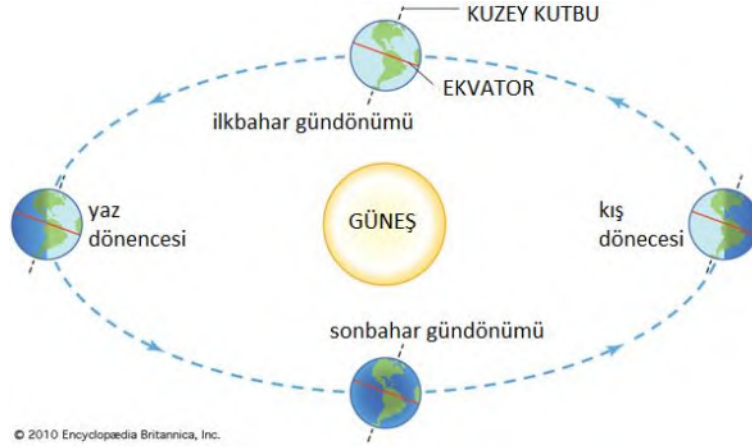 KUZEY KUTBU
EKVATOR
ilkbahar gündönümü
yaz
dönencesi
GÜNEŞ
kış
dönecesi
sonbahar gündönümü
© 2010 Encyclopædia Britannica, Inc.